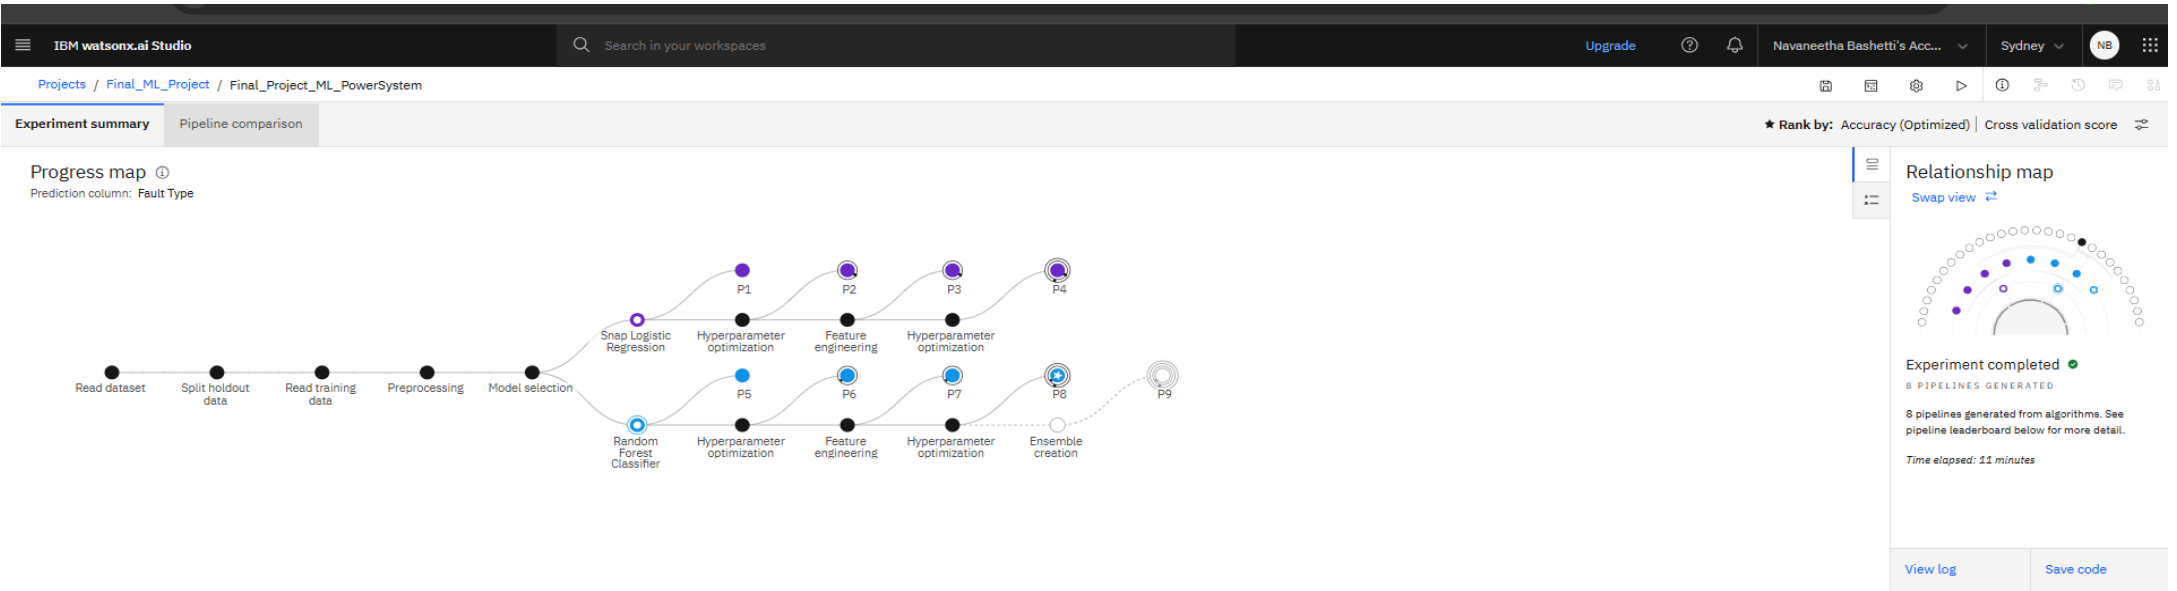 IBM watsonx.ai Studio
Search in your workspaces
Upgrade
Navaneetha Bashetti's Acc...
Sydney
NB
Projects / Final_ML_Project / Final_Project_ML_PowerSystem
Experiment summary
Pipeline comparison
★ Rank by: Accuracy (Optimized) | Cross validation score
Progress map
Prediction column: Fault Type
P1
P2
P3
P4
Snap Logistic
Regression
Hyperparameter
optimization
Feature
engineering
Hyperparameter
optimization
Read dataset
Split holdout
data
Read training
data
Preprocessing
Model selection
P5
P6
P7
P8
P9
Random
Forest
Classifier
Hyperparameter
optimization
Feature
engineering
Hyperparameter
optimization
Ensemble
creation
Relationship map
Swap view
Experiment completed
8 PIPELINES GENERATED
8 pipelines generated from algorithms. See
pipeline leaderboard below for more detail.
Time elapsed: 11 minutes
View log
Save code